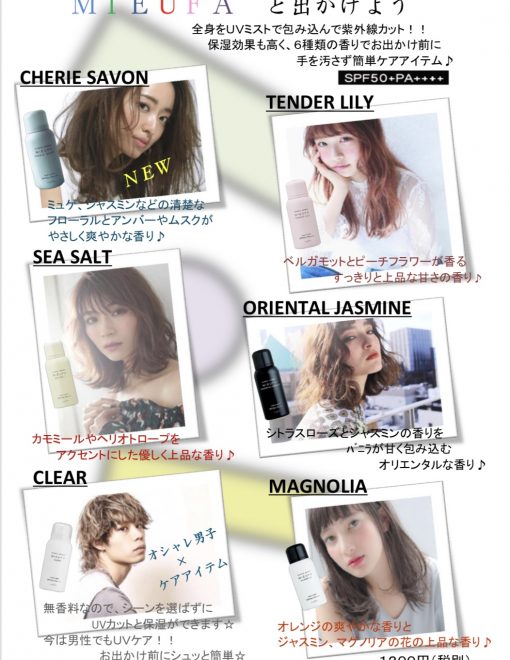 MIEUFA と出かけよう
全身をUVミストで包み込んで紫外線カット！！
保湿効果も高く、６種類の香りでお出かけ前に
手を汚さず簡単ケアアイテム♪
SPF50+PA++++
CHERIE SAVON
NEW
ミュゲ、ジャスミンなどの清楚な
フローラルとアンバーやムスクが
やさしく爽やかな香り♪
TENDER LILY
ベルガモットとピーチフラワーが香る
すっきりと上品な甘さの香り♪
SEA SALT
カモミールやヘリオトロープを
アクセントにした優しく上品な香り♪
ORIENTAL JASMINE
シトラスローズとジャスミンの香りを
バニラが甘く包み込む
オリエンタルな香り♪
CLEAR
オシャレ男子
×
ケアアイテム
無香料なので、シーンを選ばずに
UVカットと保湿ができます☆
今は男性でもUVケア！！
お出かけ前にシュッと簡単☆
MAGNOLIA
オレンジの爽やかな香りと
ジャスミン、マグノリアの花の上品な香り♪